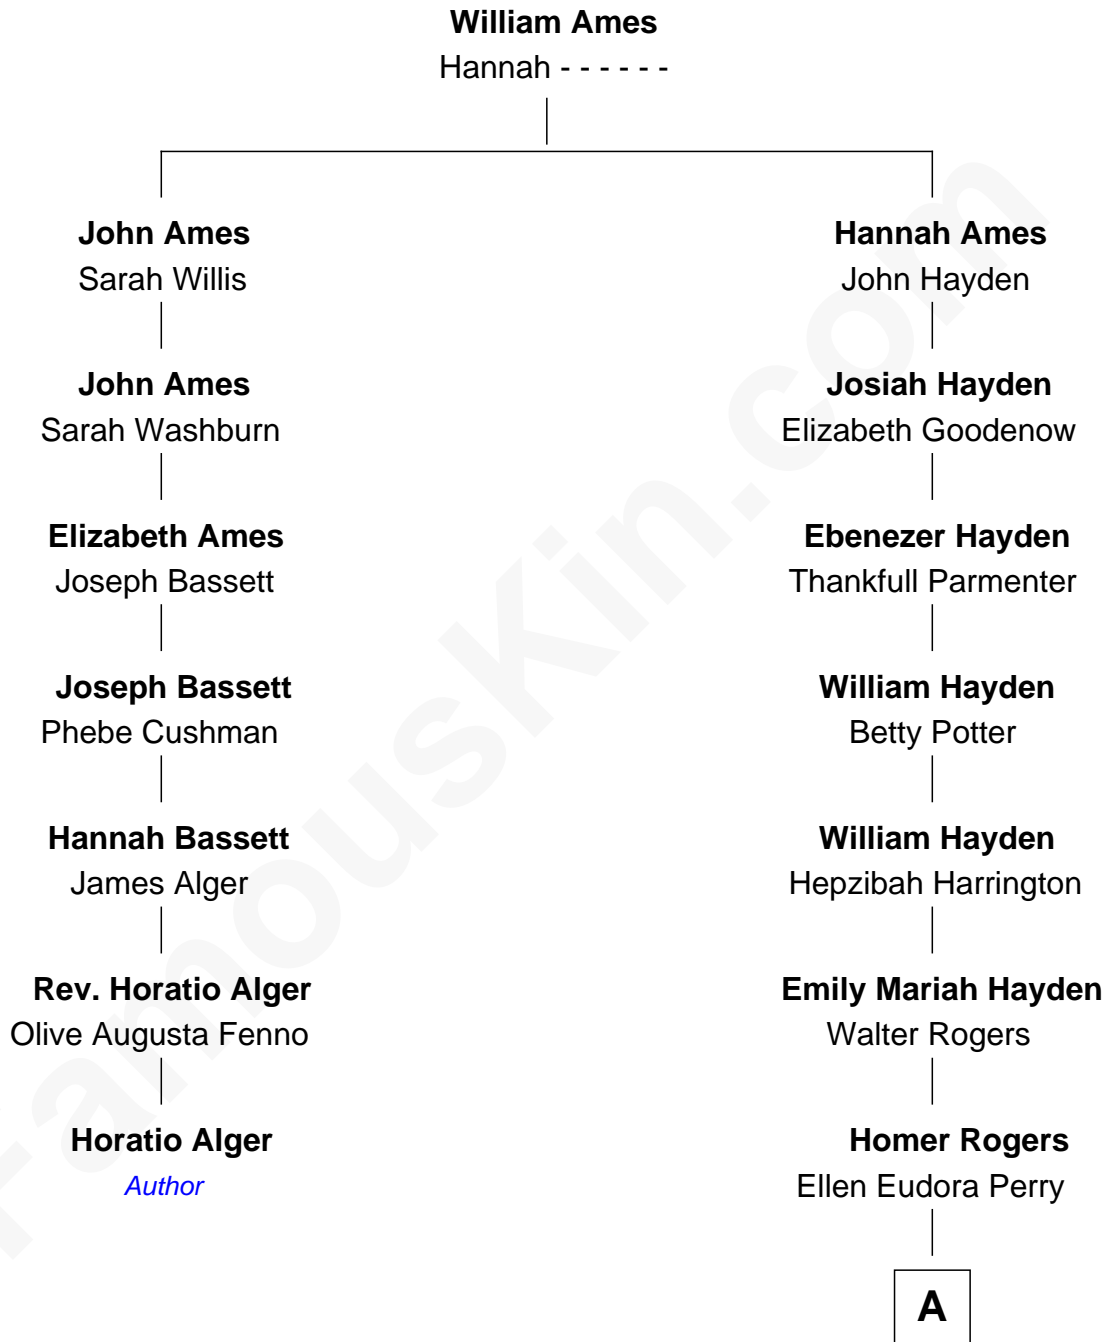 William Ames
Hannah - - - - - -
John Ames
Sarah Willis
Hannah Ames
John Hayden
John Ames
Sarah Washburn
Josiah Hayden
Elizabeth Goodenow
Elizabeth Ames
Joseph Bassett
Ebenezer Hayden
Thankfull Parmenter
Joseph Bassett
Phebe Cushman
William Hayden
Betty Potter
Hannah Bassett
James Alger
William Hayden
Hepzibah Harrington
Rev. Horatio Alger
Olive Augusta Fenno
Emily Mariah Hayden
Walter Rogers
Horatio Alger
Author
Homer Rogers
Ellen Eudora Perry
A
FamousKin.com